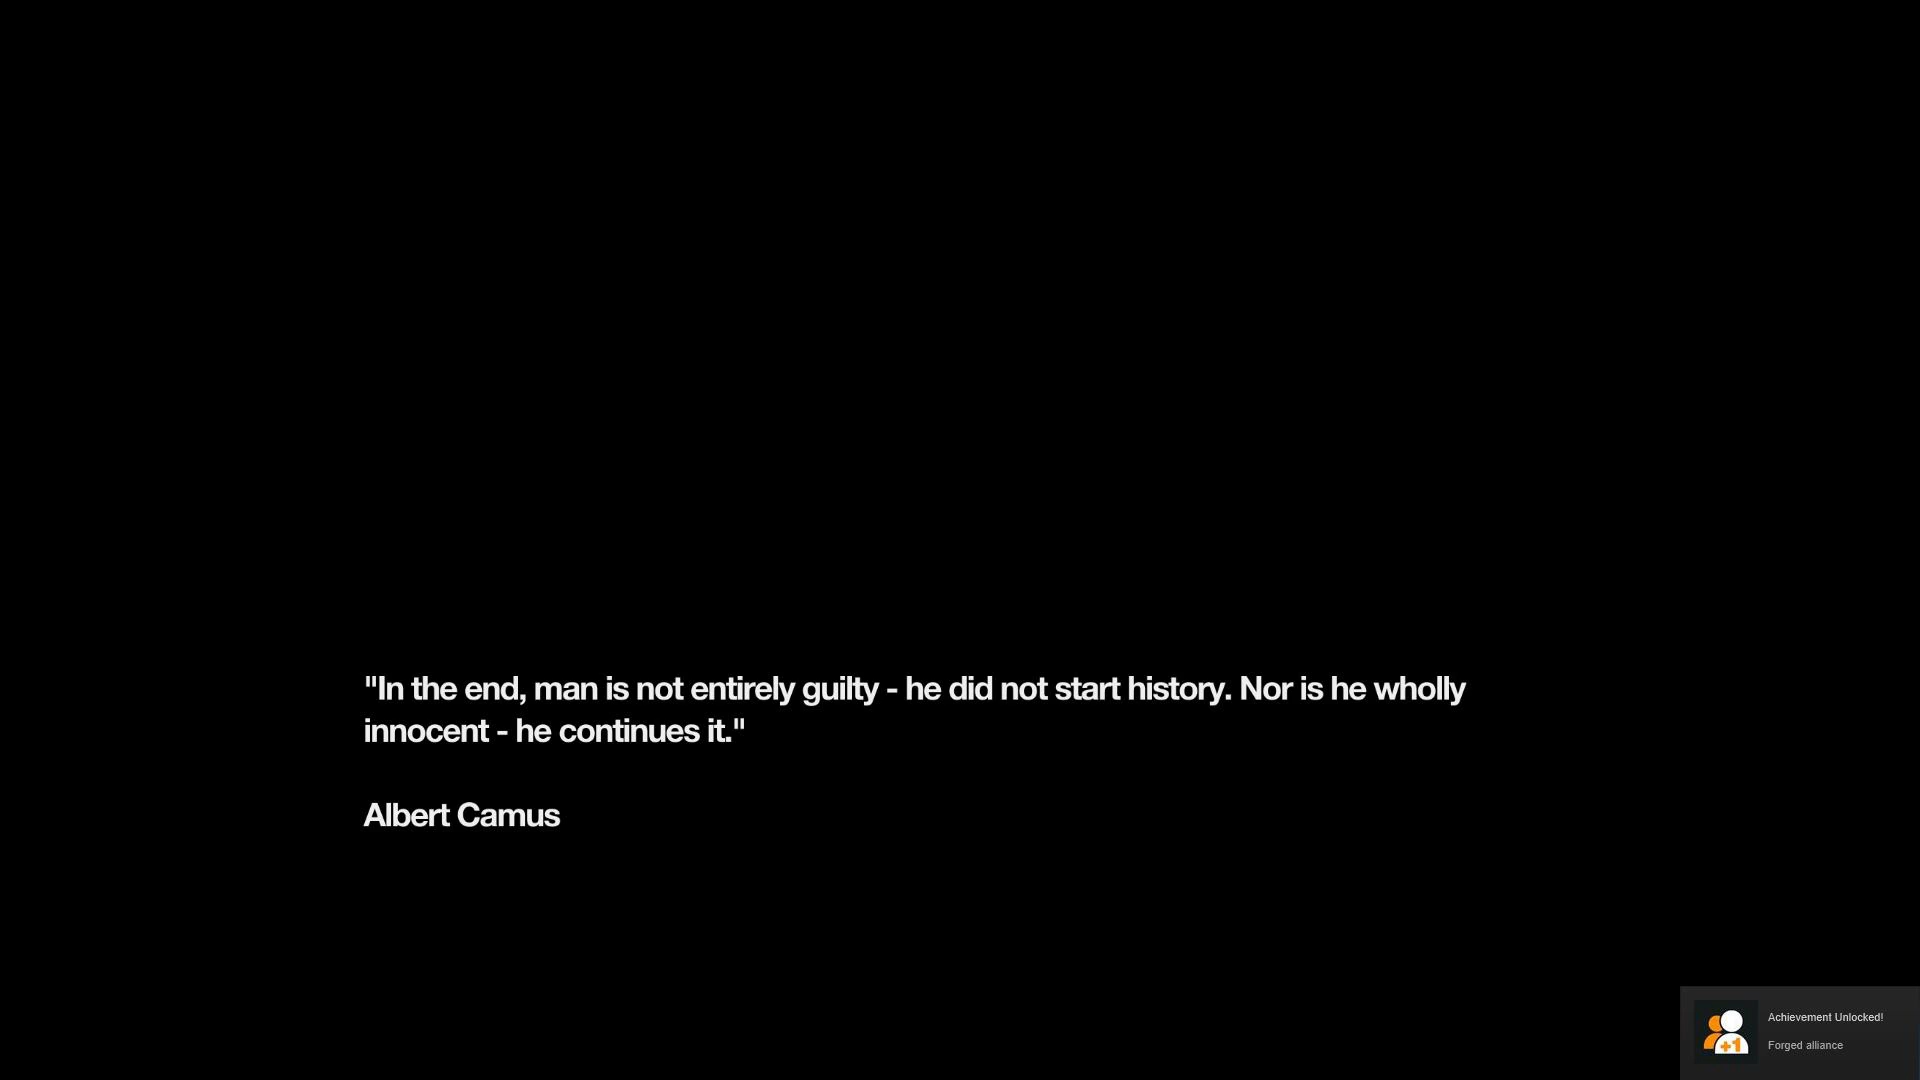 "In the end, man is not entirely guilty - he did not start history. Nor is he wholly
innocent - he continues it."
Albert Camus
+1
Achievement Unlocked!
Forged alliance